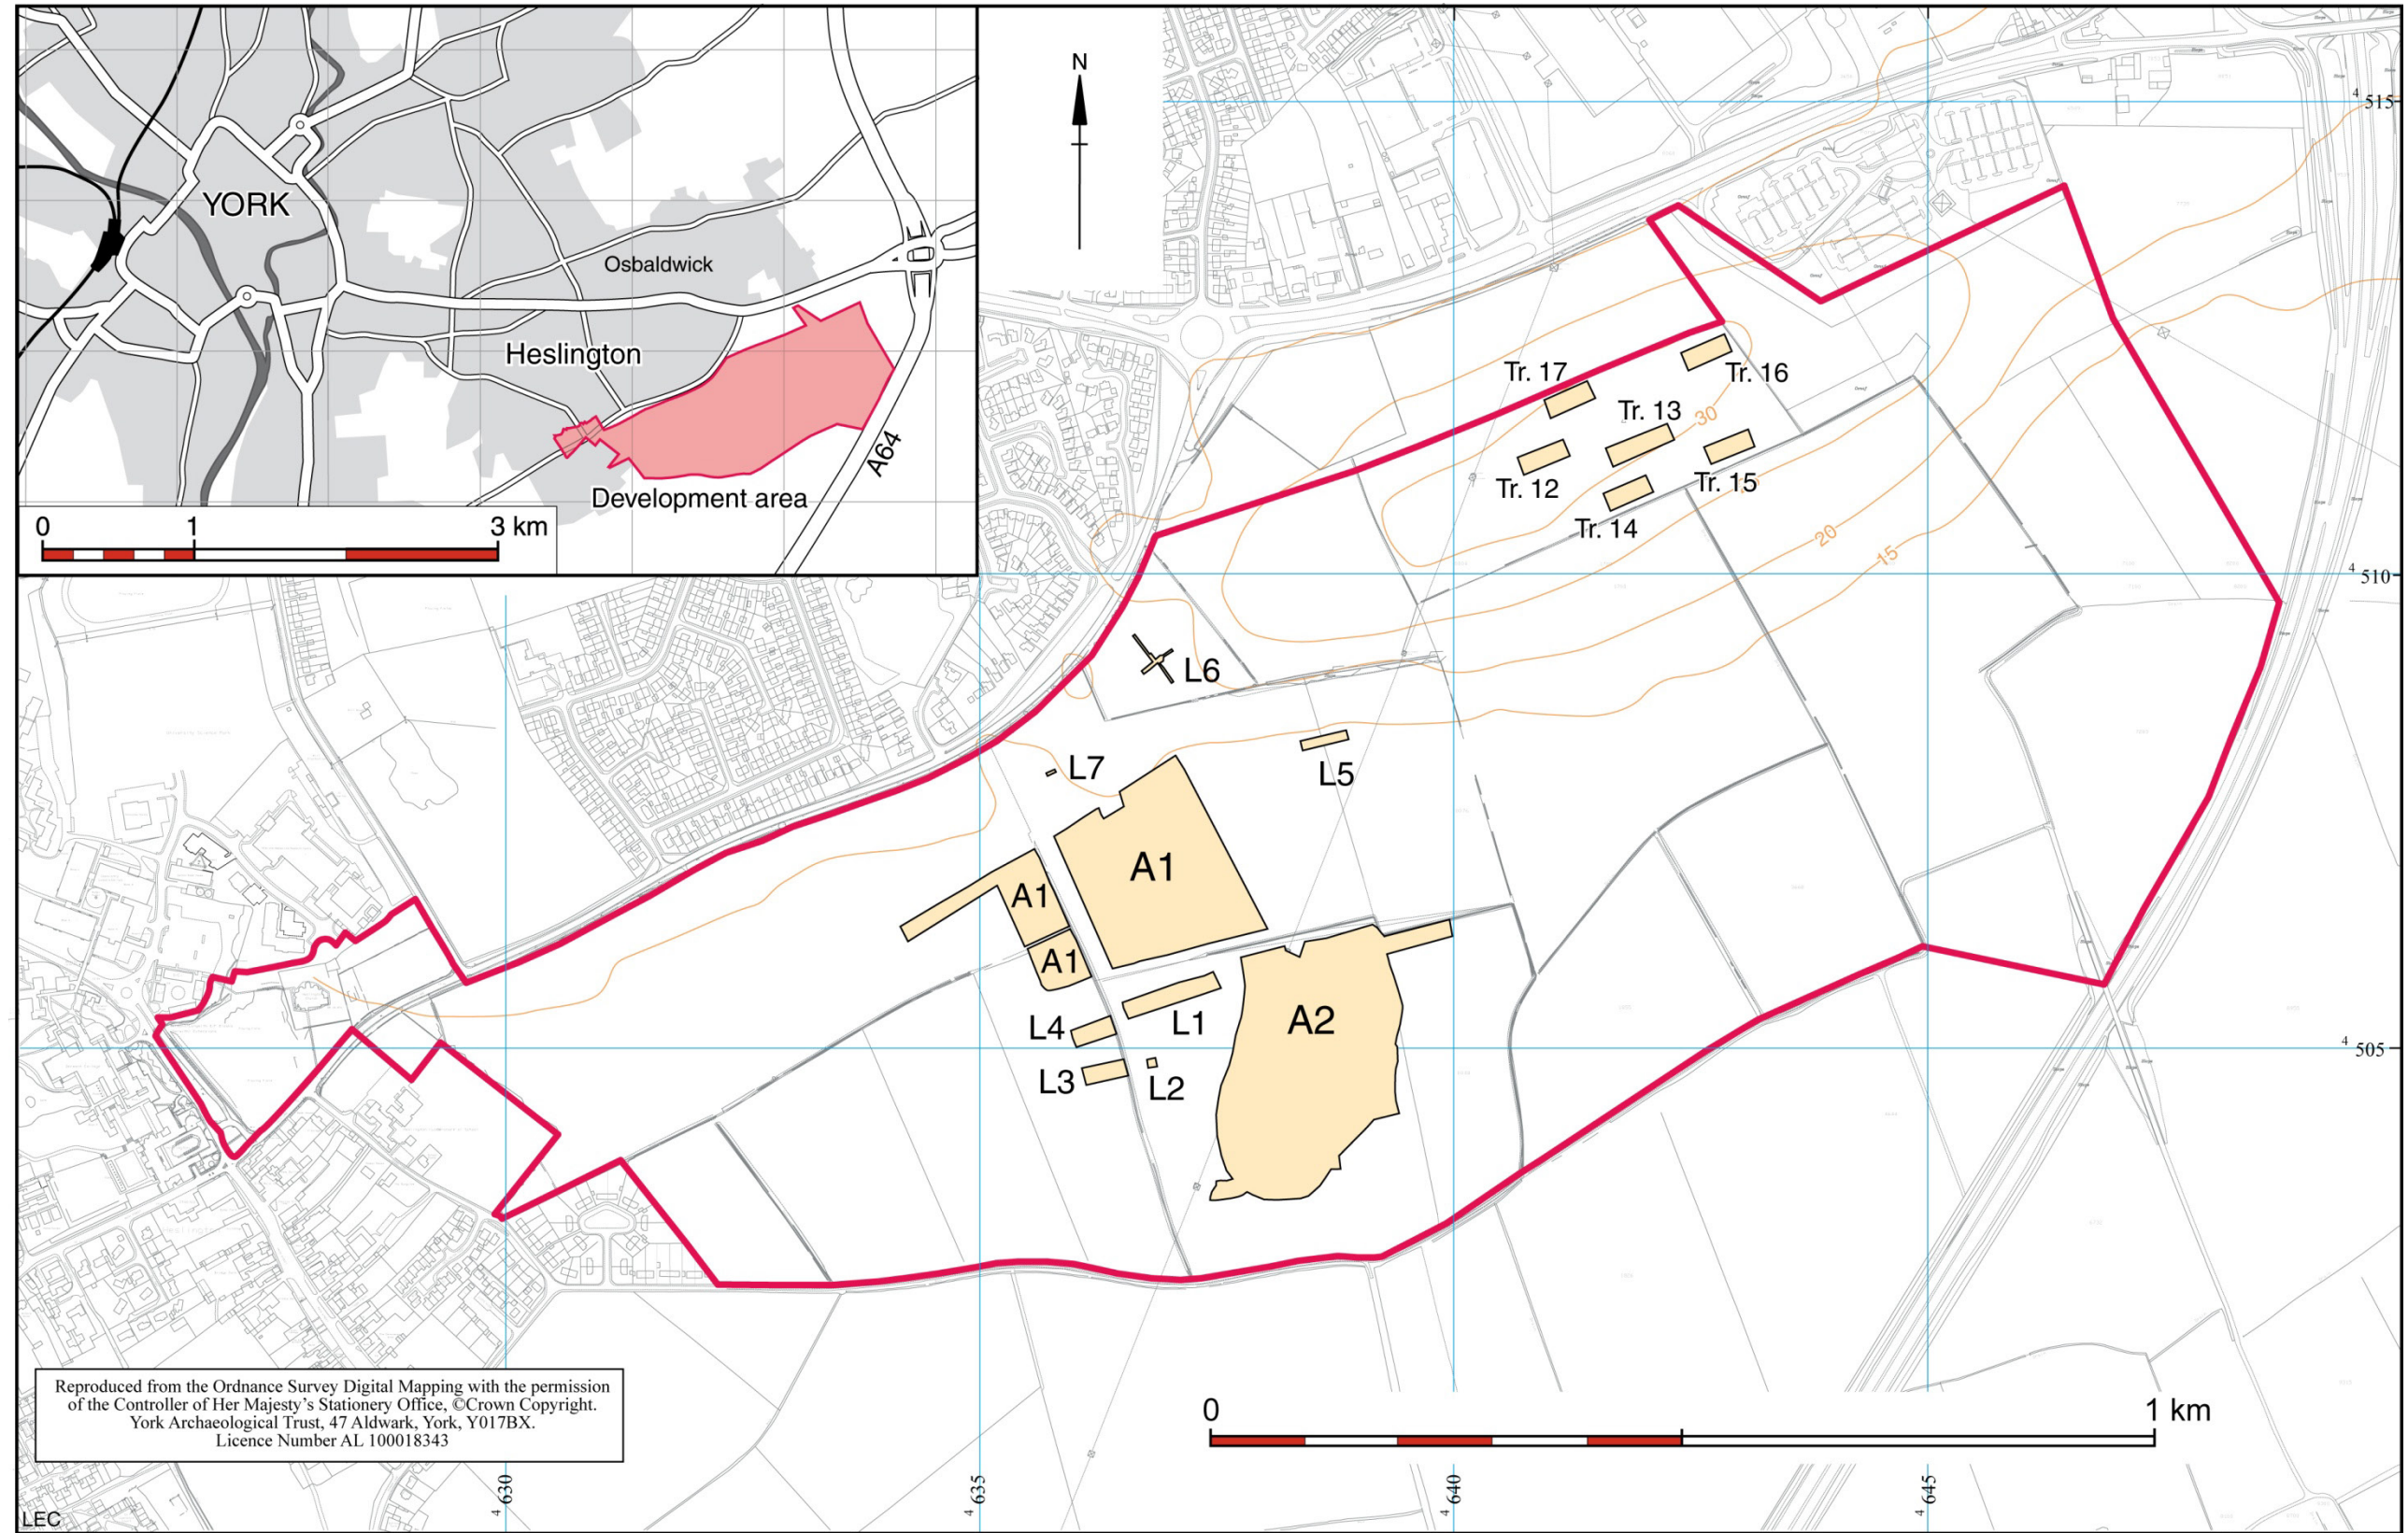 YORK
Osbaldwick
Heslington
Development area
A64
0 1 3 km
N
4 515
4 510
4 505
Tr. 17
Tr. 16
Tr. 13
30
Tr. 12
Tr. 15
Tr. 14
20
15
L6
L7
L5
A1
A1
A1
L4
L1
A2
L3
L2
0 1 km
Reproduced from the Ordnance Survey Digital Mapping with the permission
of the Controller of Her Majesty's Stationery Office, ©Crown Copyright.
York Archaeological Trust, 47 Aldwark, York, Y017BX.
Licence Number AL 100018343
4 630
4 635
4 640
4 645
LEC